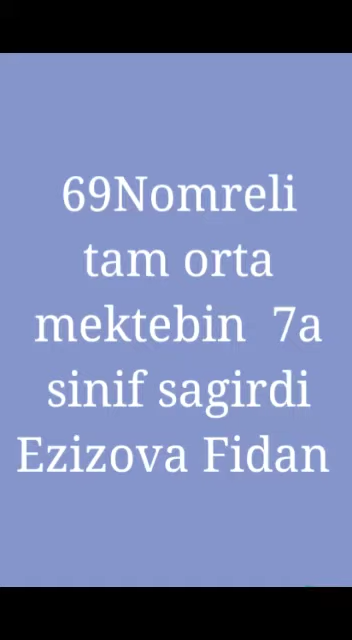 69Nomreli
tam orta
mektebin 7a
sinif sagirdi
Ezizova Fidan